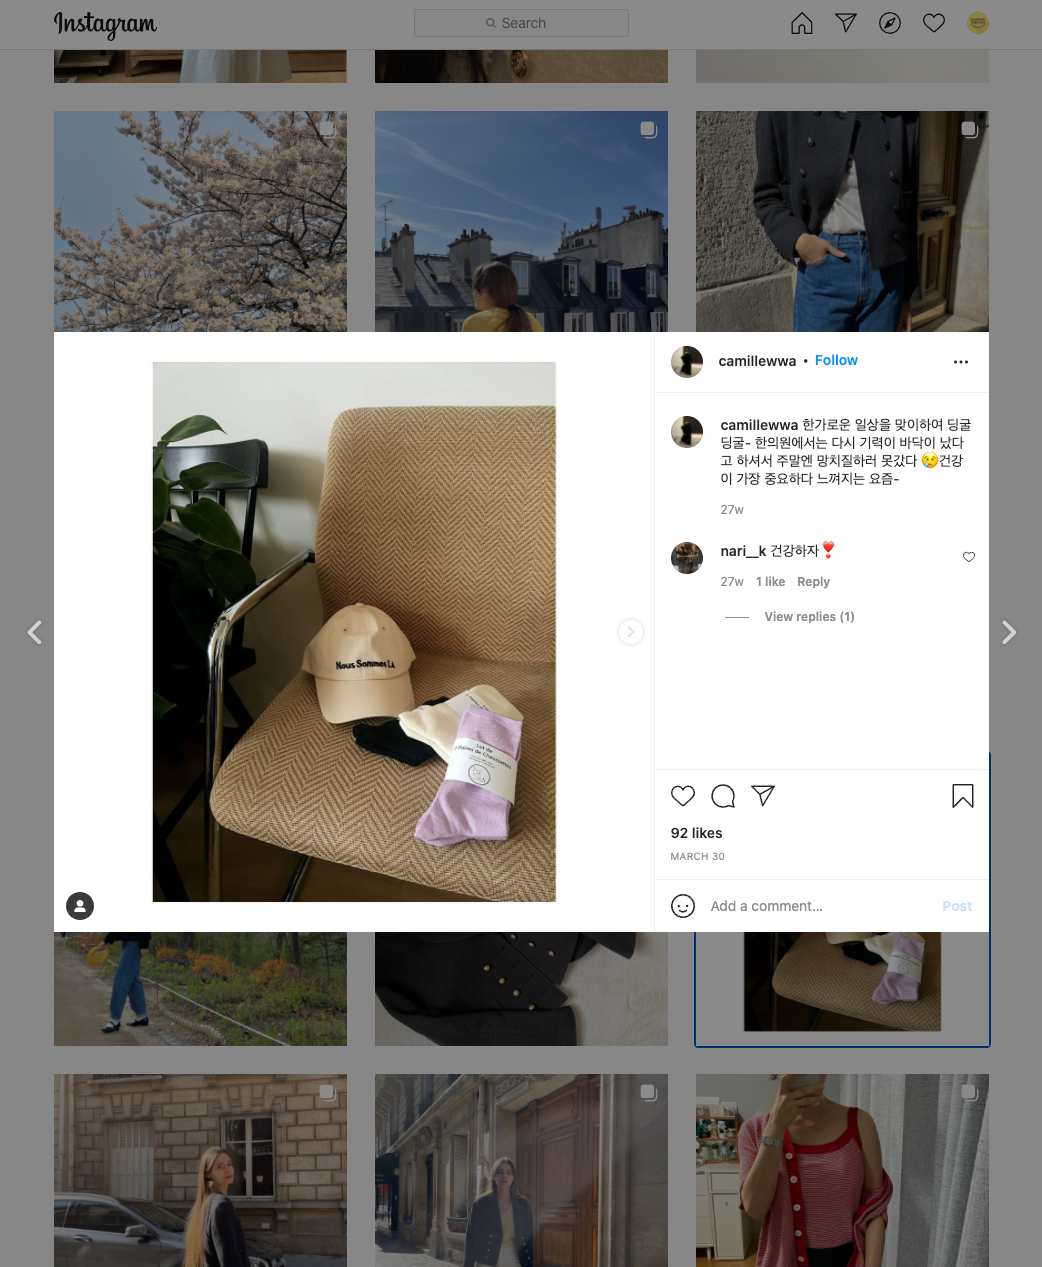 Instagram
Search
camillewwa • Follow
camillewwa 한가로운 일상을 맞이하여 딩굴
딩굴- 한의원에서는 다시 기력이 바닥이 났다
고 하셔서 주말엔 망치질하러 못갔다 😢건강
이 가장 중요하다 느껴지는 요즘-
27w
nari__k 건강하자❣️
27w 1 like Reply
View replies (1)
Nous Sommes Là
Lot de
2 Paires de Chaussettes
92 likes
MARCH 30
Add a comment...
Post